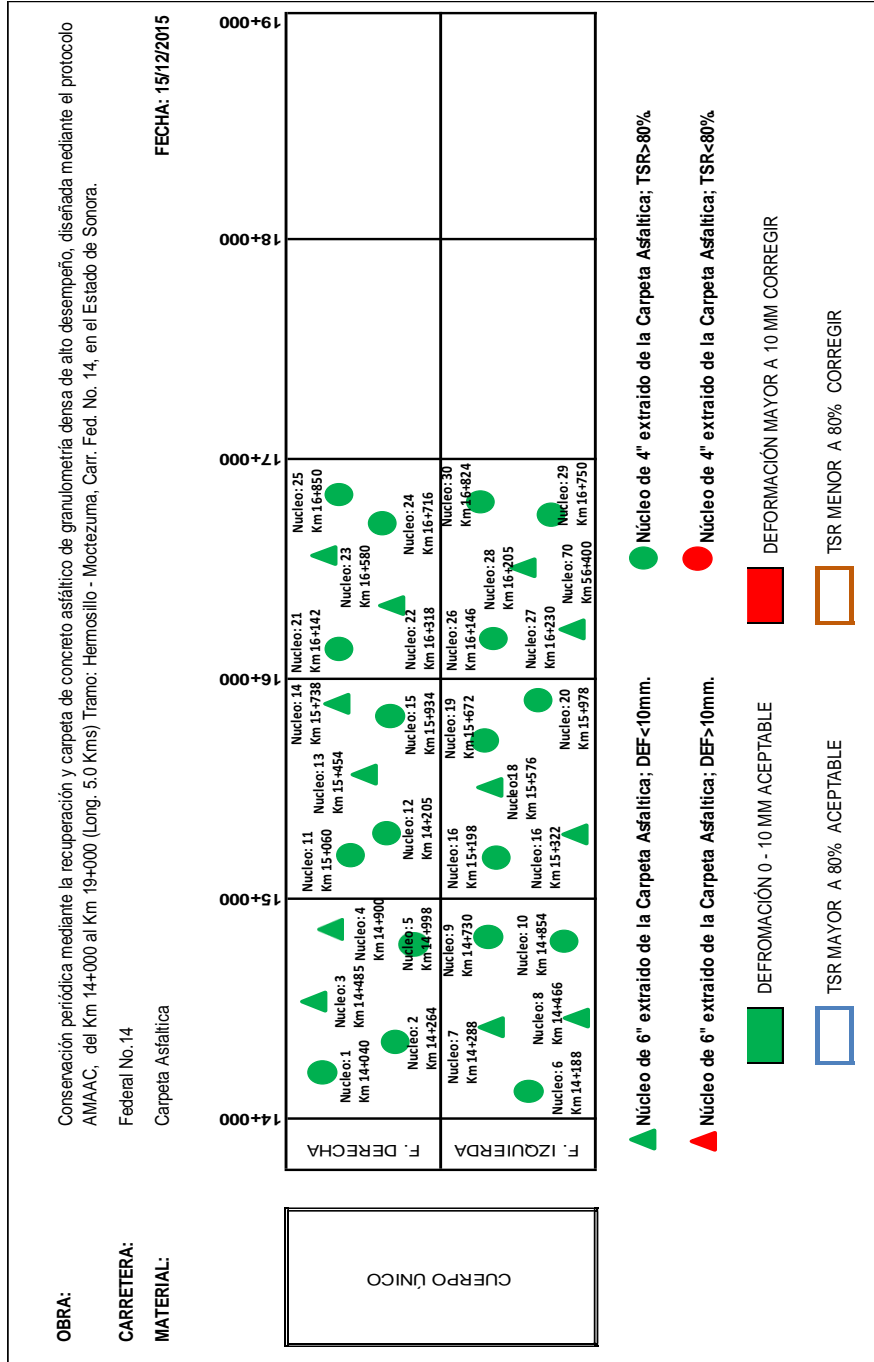 OBRA:
Conservación periódica mediante la recuperación y carpeta de concreto asfáltico de granulometría densa de alto desempeño, diseñada mediante el protocolo
AMAAC, del Km 14+000 al Km 19+000 (Long. 5.0 Kms) Tramo: Hermosillo - Moctezuma, Carr. Fed. No. 14, en el Estado de Sonora.
CARRETERA:
Federal No.14
MATERIAL:
Carpeta Asfaltica
FECHA: 15/12/2015
14+000
15+000
16+000
17+000
18+000
19+000
CUERPO ÚNICO
F. DERECHA
Nucleo: 1
Km 14+040
Nucleo: 2
Km 14+264
Nucleo: 3
Km 14+485
Nucleo: 4
Km 14+900
Nucleo: 5
Km 14+998
Nucleo: 11
Km 15+060
Nucleo: 12
Km 14+205
Nucleo: 13
Km 15+454
Nucleo: 14
Km 15+738
Nucleo: 15
Km 15+934
Nucleo: 21
Km 16+142
Nucleo: 22
Km 16+318
Nucleo: 23
Km 16+580
Nucleo: 24
Km 16+716
Nucleo: 25
Km 16+850
F. IZQUIERDA
Nucleo: 6
Km 14+188
Nucleo: 7
Km 14+288
Nucleo: 8
Km 14+466
Nucleo: 9
Km 14+730
Nucleo: 10
Km 14+854
Nucleo: 16
Km 15+198
Nucleo: 16
Km 15+322
Nucleo18
Km 15+576
Nucleo: 19
Km 15+672
Nucleo: 20
Km 15+978
Nucleo: 26
Km 16+146
Nucleo: 27
Km 16+230
Nucleo: 28
Km 16+205
Nucleo: 70
Km 56+400
Nucleo: 30
Km 16+824
Nucleo: 29
Km 16+750
Núcleo de 6" extraido de la Carpeta Asfaltica; DEF<10mm.
Núcleo de 4" extraido de la Carpeta Asfaltica; TSR>80%.
Núcleo de 6" extraido de la Carpeta Asfaltica; DEF>10mm.
Núcleo de 4" extraido de la Carpeta Asfaltica; TSR<80%.
DEFROMACIÓN 0 - 10 MM ACEPTABLE
DEFORMACIÓN MAYOR A 10 MM CORREGIR
TSR MAYOR A 80% ACEPTABLE
TSR MENOR A 80% CORREGIR